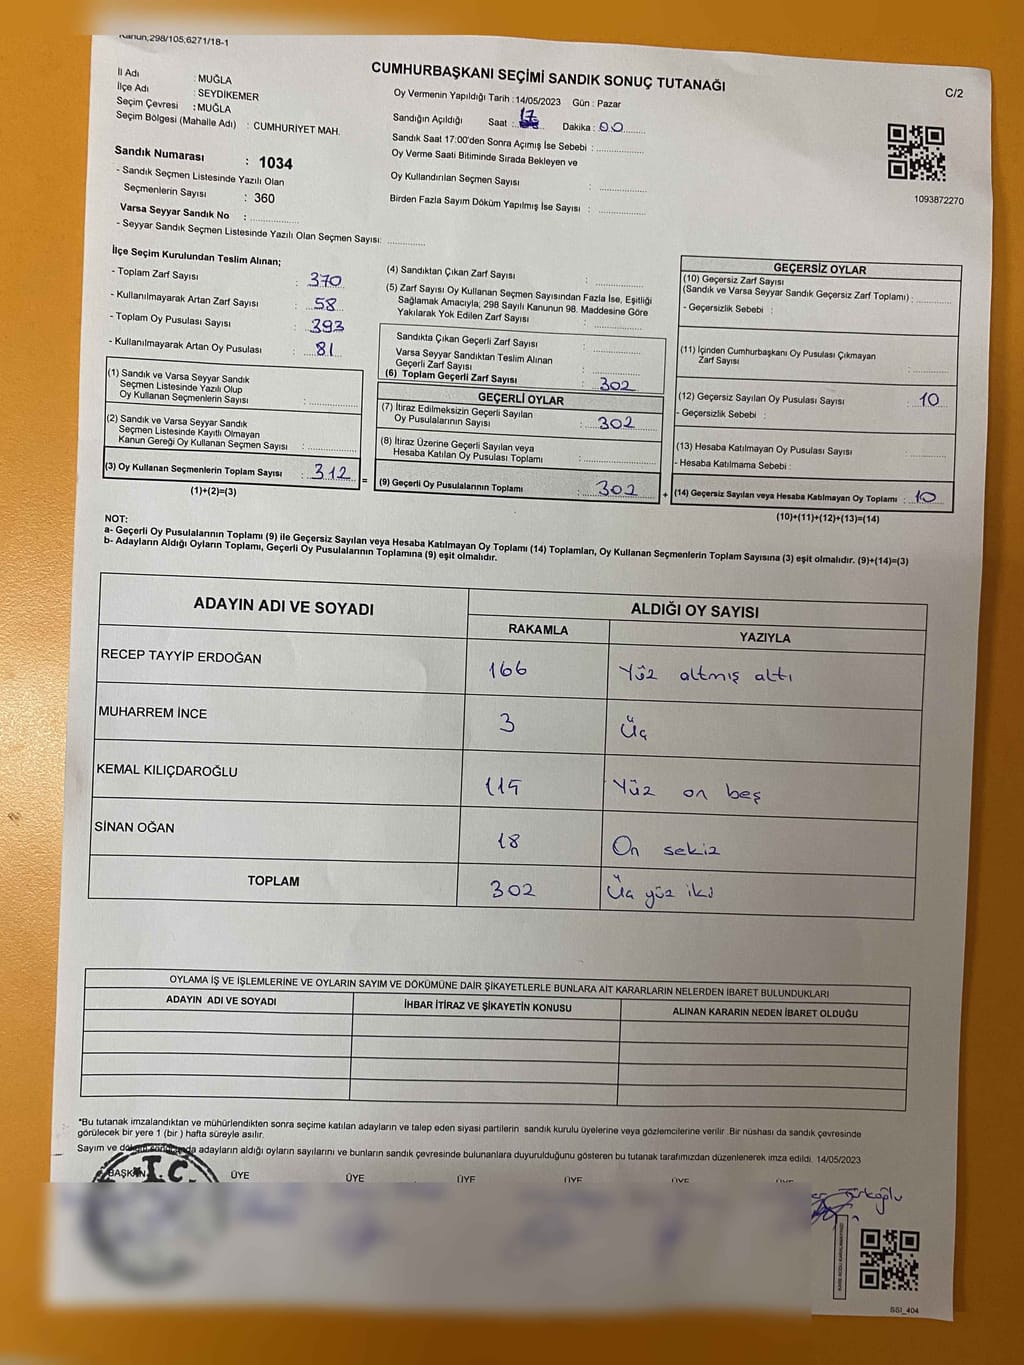 Kanun;298/105;6271/18-1
CUMHURBAŞKANI SEÇİMİ SANDIK SONUÇ TUTANAĞI
C/2
İl Adı : MUĞLA
İlçe Adı : SEYDİKEMER
Seçim Çevresi : MUĞLA
Seçim Bölgesi (Mahalle Adı) : CUMHURİYET MAH.
Oy Vermenin Yapıldığı Tarih : 14/05/2023 Gün : Pazar
Sandığın Açıldığı Saat : 17 Dakika : 00
Sandık Saat 17:00'den Sonra Açımış İse Sebebi :
Oy Verme Saati Bitiminde Sırada Bekleyen ve
Oy Kullandırılan Seçmen Sayısı :
Birden Fazla Sayım Döküm Yapılmış İse Sayısı :
1093872270
Sandık Numarası : 1034
- Sandık Seçmen Listesinde Yazılı Olan
Seçmenlerin Sayısı : 360
Varsa Seyyar Sandık No :
- Seyyar Sandık Seçmen Listesinde Yazılı Olan Seçmen Sayısı:
İlçe Seçim Kurulundan Teslim Alınan;
- Toplam Zarf Sayısı : 370
- Kullanılmayarak Artan Zarf Sayısı : 58
- Toplam Oy Pusulası Sayısı : 393
- Kullanılmayarak Artan Oy Pusulası : 81
(1) Sandık ve Varsa Seyyar Sandık
Seçmen Listesinde Yazılı Olup
Oy Kullanan Seçmenlerin Sayısı :
(2) Sandık ve Varsa Seyyar Sandık
Seçmen Listesinde Kayıtlı Olmayan
Kanun Gereği Oy Kullanan Seçmen Sayısı :
(3) Oy Kullanan Seçmenlerin Toplam Sayısı : 312 =
(1)+(2)=(3)
(4) Sandıktan Çıkan Zarf Sayısı :
(5) Zarf Sayısı Oy Kullanan Seçmen Sayısından Fazla İse, Eşitliği
Sağlamak Amacıyla; 298 Sayılı Kanunun 98. Maddesine Göre
Yakılarak Yok Edilen Zarf Sayısı :
Sandıkta Çıkan Geçerli Zarf Sayısı :
Varsa Seyyar Sandıktan Teslim Alınan
Geçerli Zarf Sayısı :
(6) Toplam Geçerli Zarf Sayısı : 302
GEÇERLİ OYLAR
(7) İtiraz Edilmeksizin Geçerli Sayılan
Oy Pusulalarının Sayısı : 302
(8) İtiraz Üzerine Geçerli Sayılan veya
Hesaba Katılan Oy Pusulası Toplamı :
(9) Geçerli Oy Pusulalarının Toplamı : 302 +
GEÇERSİZ OYLAR
(10) Geçersiz Zarf Sayısı
(Sandık ve Varsa Seyyar Sandık Geçersiz Zarf Toplamı) :
- Geçersizlik Sebebi :
(11) İçinden Cumhurbaşkanı Oy Pusulası Çıkmayan
Zarf Sayısı :
(12) Geçersiz Sayılan Oy Pusulası Sayısı : 10
- Geçersizlik Sebebi :
(13) Hesaba Katılmayan Oy Pusulası Sayısı :
- Hesaba Katılmama Sebebi :
(14) Geçersiz Sayılan veya Hesaba Katılmayan Oy Toplamı : 10
(10)+(11)+(12)+(13)=(14)
NOT:
a- Geçerli Oy Pusulalarının Toplamı (9) ile Geçersiz Sayılan veya Hesaba Katılmayan Oy Toplamı (14) Toplamları, Oy Kullanan Seçmenlerin Toplam Sayısına (3) eşit olmalıdır. (9)+(14)=(3)
b- Adayların Aldığı Oyların Toplamı, Geçerli Oy Pusulalarının Toplamına (9) eşit olmalıdır.
ADAYIN ADI VE SOYADI
ALDIĞI OY SAYISI
RAKAMLA YAZIYLA
RECEP TAYYİP ERDOĞAN 166 Yüz altmış altı
MUHARREM İNCE 3 Üç
KEMAL KILIÇDAROĞLU 115 Yüz on beş
SİNAN OĞAN 18 On sekiz
TOPLAM 302 Üç yüz iki
OYLAMA İŞ VE İŞLEMLERİNE VE OYLARIN SAYIM VE DÖKÜMÜNE DAİR ŞİKAYETLERLE BUNLARA AİT KARARLARIN NELERDEN İBARET BULUNDUKLARI
ADAYIN ADI VE SOYADI İHBAR İTİRAZ VE ŞİKAYETİN KONUSU ALINAN KARARIN NEDEN İBARET OLDUĞU
*Bu tutanak imzalandıktan ve mühürlendikten sonra seçime katılan adayların ve talep eden siyasi partilerin sandık kurulu üyelerine veya gözlemcilerine verilir .Bir nüshası da sandık çevresinde
görülecek bir yere 1 (bir ) hafta süreyle asılır.
Sayım ve döküm sonucunda adayların aldığı oyların sayılarını ve bunların sandık çevresinde bulunanlara duyurulduğunu gösteren bu tutanak tarafımızdan düzenlenerek imza edildi. 14/05/2023
BAŞKAN ÜYE ÜYE ÜYE ÜYE ÜYE ÜYE
T.C.
Türkoğlu
SSI_404